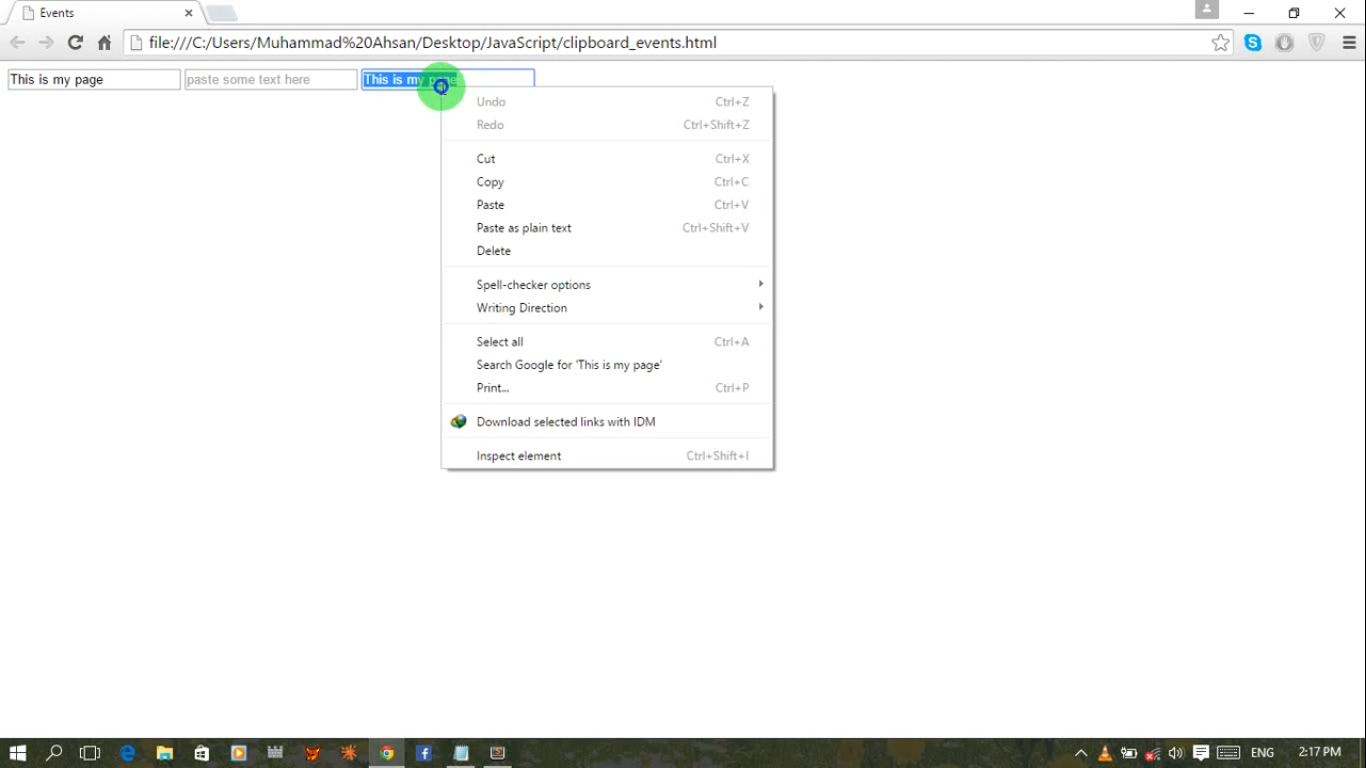 Events
file:///C:/Users/Muhammad%20Ahsan/Desktop/JavaScript/clipboard_events.html
This is my page paste some text here This is my page
Undo Ctrl+Z
Redo Ctrl+Shift+Z
Cut Ctrl+X
Copy Ctrl+C
Paste Ctrl+V
Paste as plain text Ctrl+Shift+V
Delete
Spell-checker options
Writing Direction
Select all Ctrl+A
Search Google for 'This is my page'
Print... Ctrl+P
Download selected links with IDM
Inspect element Ctrl+Shift+I
ENG 2:17 PM